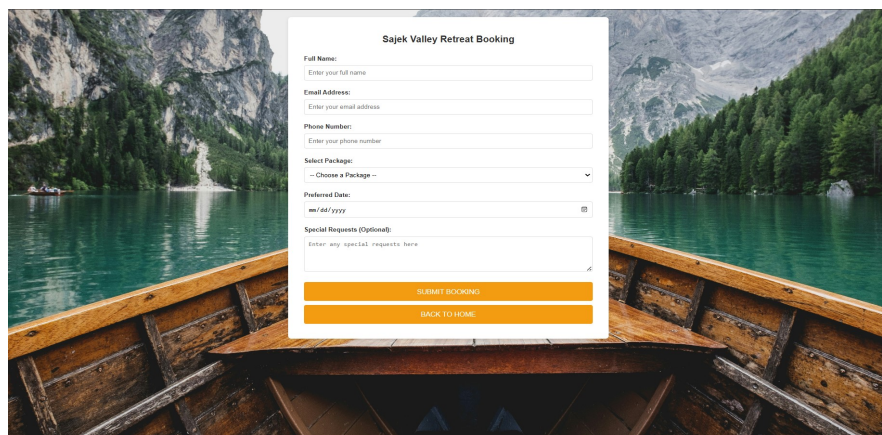 Sajek Valley Retreat Booking
Full Name:
Enter your full name
Email Address:
Enter your email address
Phone Number:
Enter your phone number
Select Package:
-- Choose a Package --
Preferred Date:
mm/dd/yyyy
Special Requests (Optional):
Enter any special requests here
SUBMIT BOOKING
BACK TO HOME